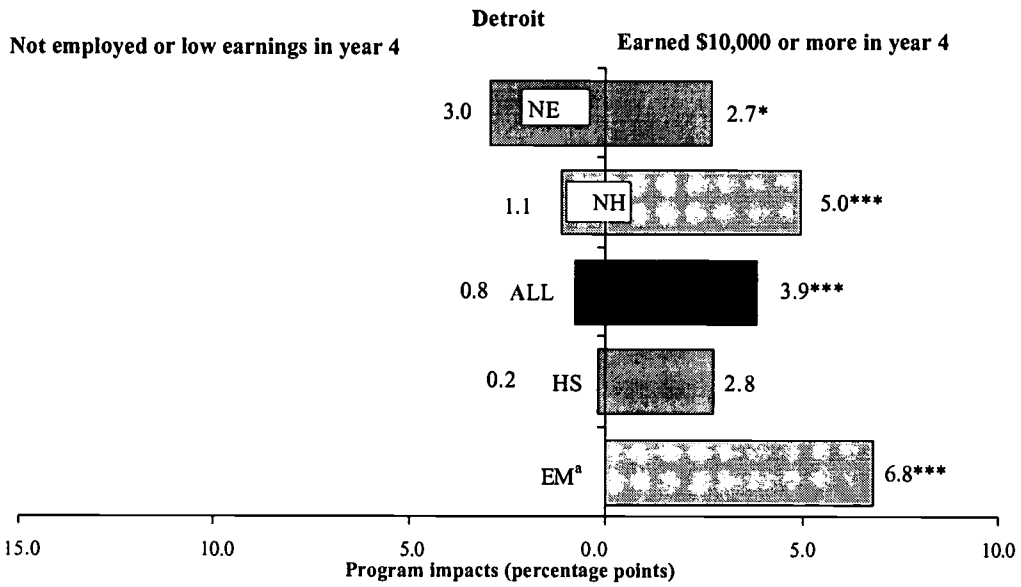 Detroit
Not employed or low earnings in year 4
Earned $10,000 or more in year 4
3.0 NE 2.7*
1.1 NH 5.0***
0.8 ALL 3.9***
0.2 HS 2.8
EMᵃ 6.8***
15.0 10.0 5.0 0.0 5.0 10.0
Program impacts (percentage points)